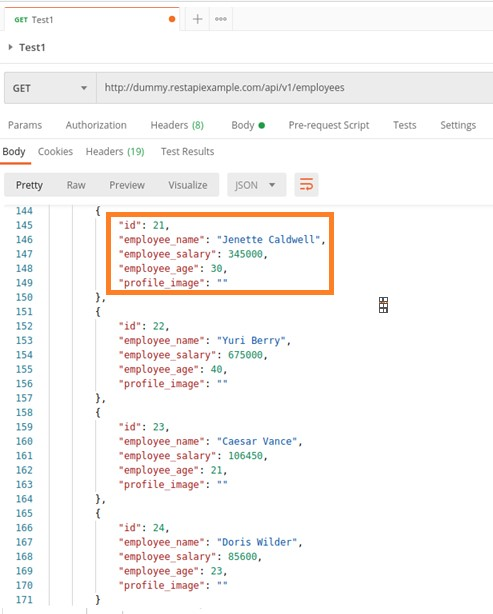 GET Test1
Test1
GET http://dummy.restapiexample.com/api/v1/employees
Params Authorization Headers (8) Body Pre-request Script Tests Settings
Body Cookies Headers (19) Test Results
Pretty Raw Preview Visualize JSON
144 {
145 "id": 21,
146 "employee_name": "Jenette Caldwell",
147 "employee_salary": 345000,
148 "employee_age": 30,
149 "profile_image": ""
150 },
151 {
152 "id": 22,
153 "employee_name": "Yuri Berry",
154 "employee_salary": 675000,
155 "employee_age": 40,
156 "profile_image": ""
157 },
158 {
159 "id": 23,
160 "employee_name": "Caesar Vance",
161 "employee_salary": 106450,
162 "employee_age": 21,
163 "profile_image": ""
164 },
165 {
166 "id": 24,
167 "employee_name": "Doris Wilder",
168 "employee_salary": 85600,
169 "employee_age": 23,
170 "profile_image": ""
171 }